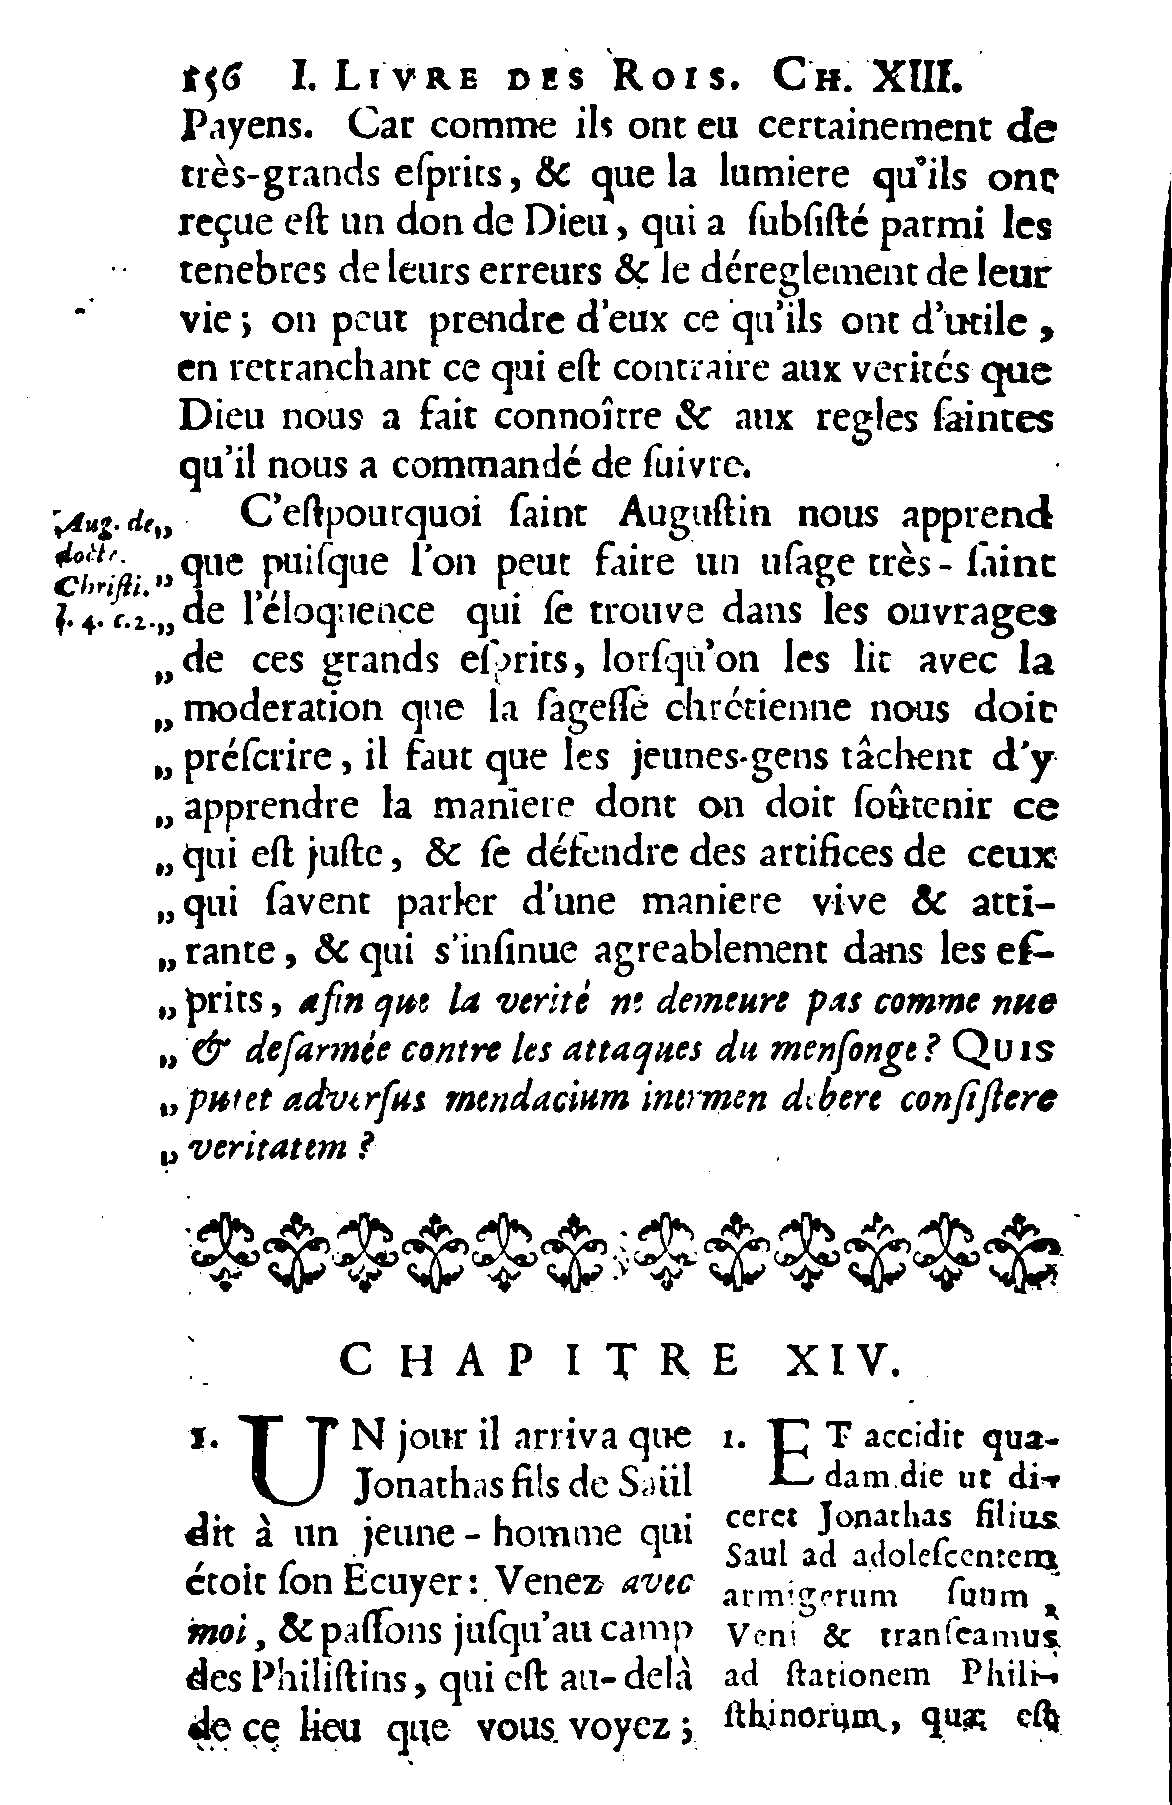 156 I. LIVRE DES ROIS. CH. XIII.
Payens. Car comme ils ont eu certainement de
très-grands eſprits, & que la lumiere qu'ils ont
reçue eſt un don de Dieu, qui a ſubſiſté parmi les
tenebres de leurs erreurs & le déreglement de leur
vie; on peut prendre d'eux ce qu'ils ont d'utile,
en retranchant ce qui eſt contraire aux verités que
Dieu nous a fait connoître & aux regles ſaintes
qu'il nous a commandé de ſuivre.
Aug. de
doctr.
Chriſti.
l. 4. c. 2.
C'eſtpourquoi ſaint Auguſtin nous apprend
„ que puiſque l'on peut faire un uſage très-ſaint
„ de l'éloquence qui ſe trouve dans les ouvrages
„ de ces grands eſprits, lorſqu'on les lit avec la
„ moderation que la ſageſſe chrétienne nous doit
„ préſcrire, il faut que les jeunes-gens tâchent d'y
„ apprendre la maniere dont on doit ſoûtenir ce
„ qui eſt juſte, & ſe défendre des artifices de ceux
„ qui ſavent parler d'une maniere vive & atti-
„ rante, & qui s'inſinue agreablement dans les eſ-
„ prits, afin que la verité ne demeure pas comme nue
„ & deſarmée contre les attaques du menſonge? QUIS
„ putet adverſus mendacium inermen debere conſiſtere
„ veritatem?
CHAPITRE XIV.
1. UN jour il arriva que
Jonathas fils de Saül
dit à un jeune-homme qui
étoit ſon Ecuyer: Venez avec
moi, & paſſons juſqu'au camp
des Philiſtins, qui eſt au-delà
de ce lieu que vous voyez;
1. ET accidit qua-
dam die ut di-
ceret Jonathas filius
Saul ad adoleſcentem
armigerum ſuum,
Veni & tranſeamus
ad ſtationem Phili-
ſthinorum, quæ eſt